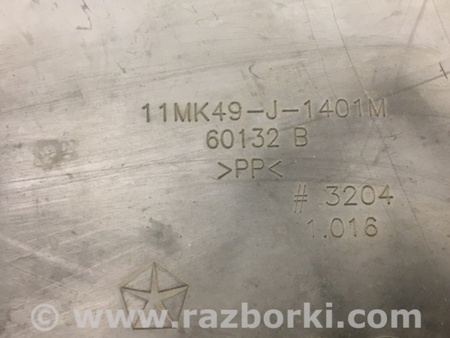 11MK49-J-1401M
60132 B
>PP<
# 3204
1.016
© www.razborki.com